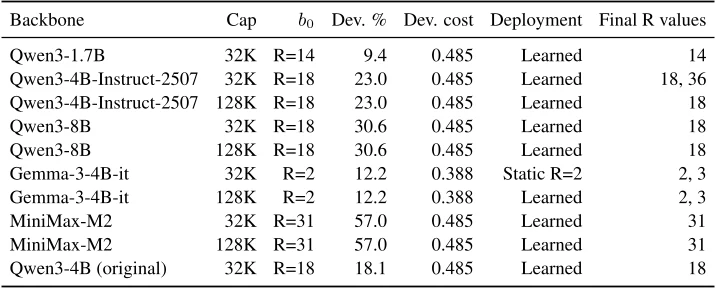 Backbone Cap b₀ Dev. % Dev. cost Deployment Final R values
Qwen3-1.7B 32K R=14 9.4 0.485 Learned 14
Qwen3-4B-Instruct-2507 32K R=18 23.0 0.485 Learned 18, 36
Qwen3-4B-Instruct-2507 128K R=18 23.0 0.485 Learned 18
Qwen3-8B 32K R=18 30.6 0.485 Learned 18
Qwen3-8B 128K R=18 30.6 0.485 Learned 18
Gemma-3-4B-it 32K R=2 12.2 0.388 Static R=2 2, 3
Gemma-3-4B-it 128K R=2 12.2 0.388 Learned 2, 3
MiniMax-M2 32K R=31 57.0 0.485 Learned 31
MiniMax-M2 128K R=31 57.0 0.485 Learned 31
Qwen3-4B (original) 32K R=18 18.1 0.485 Learned 18